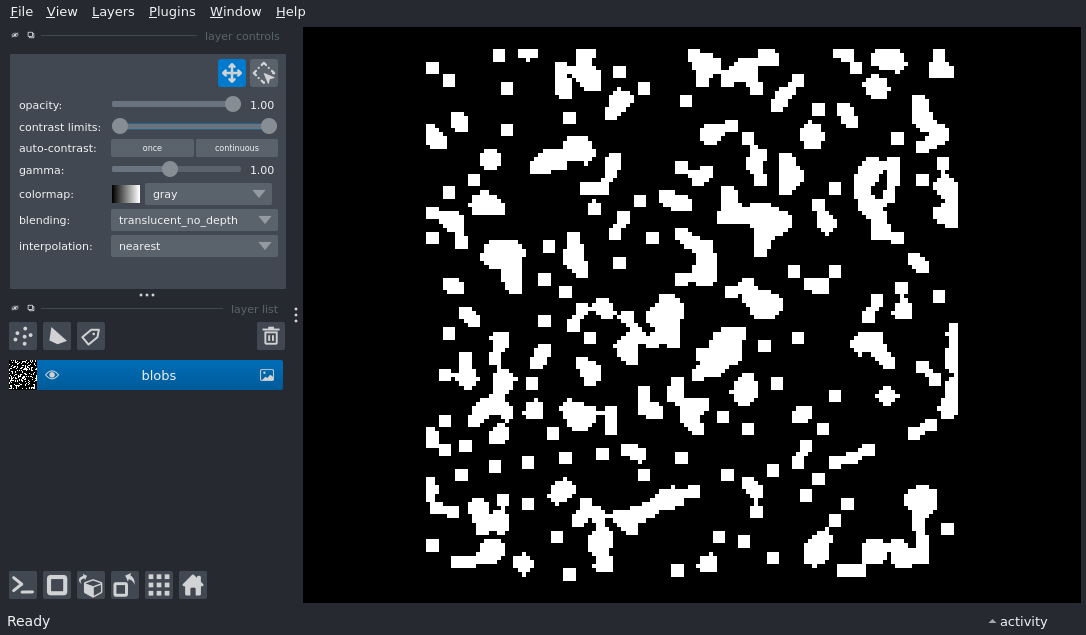 File View Layers Plugins Window Help
layer controls
opacity: 1.00
contrast limits:
auto-contrast: once continuous
gamma: 1.00
colormap: gray
blending: translucent_no_depth
interpolation: nearest
layer list
blobs
Ready activity